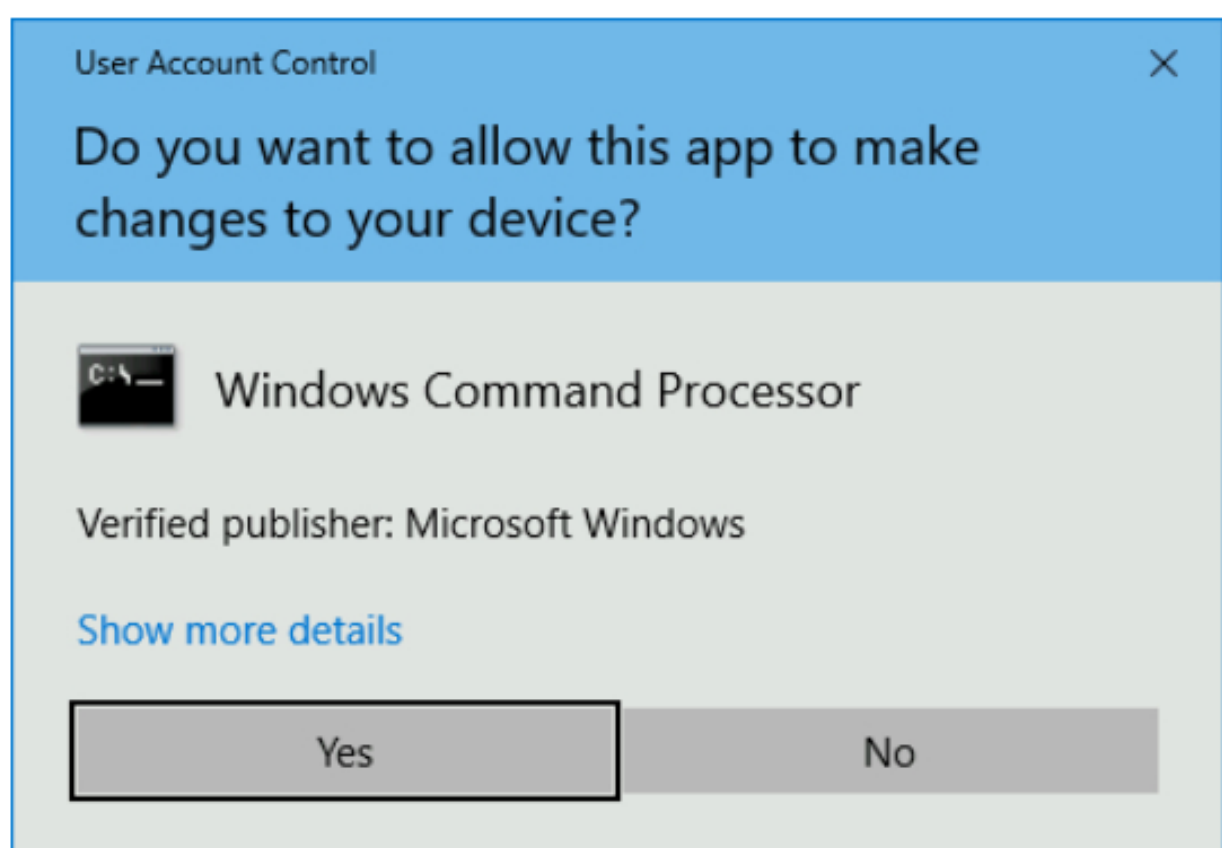 User Account Control
Do you want to allow this app to make
changes to your device?
C:\_
Windows Command Processor
Verified publisher: Microsoft Windows
Show more details
Yes
No